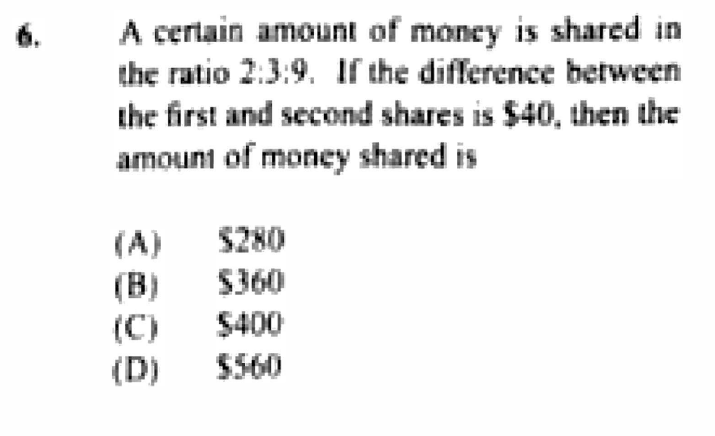 6. A certain amount of money is shared in
the ratio 2:3:9. If the difference between
the first and second shares is $40, then the
amount of money shared is
(A) $280
(B) $360
(C) $400
(D) $560